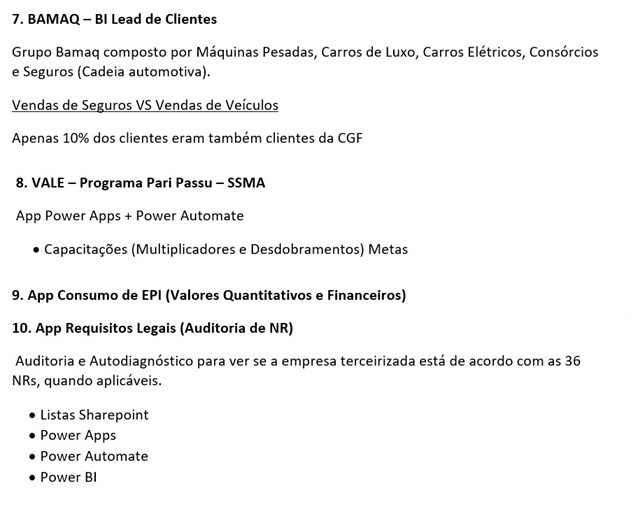 7. BAMAQ – BI Lead de Clientes
Grupo Bamaq composto por Máquinas Pesadas, Carros de Luxo, Carros Elétricos, Consórcios
e Seguros (Cadeia automotiva).
Vendas de Seguros VS Vendas de Veículos
Apenas 10% dos clientes eram também clientes da CGF
8. VALE – Programa Pari Passu – SSMA
App Power Apps + Power Automate
• Capacitações (Multiplicadores e Desdobramentos) Metas
9. App Consumo de EPI (Valores Quantitativos e Financeiros)
10. App Requisitos Legais (Auditoria de NR)
Auditoria e Autodiagnóstico para ver se a empresa terceirizada está de acordo com as 36
NRs, quando aplicáveis.
• Listas Sharepoint
• Power Apps
• Power Automate
• Power BI